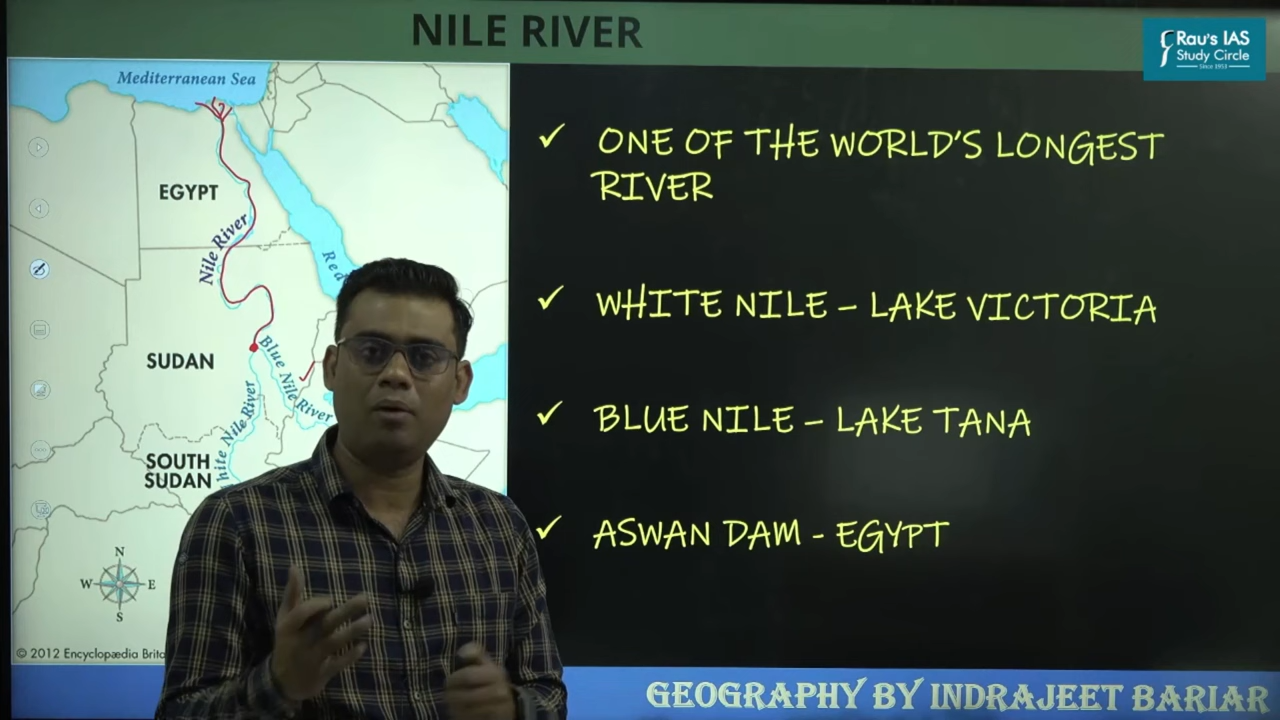 NILE RIVER
Rau's IAS
Study Circle
Since 1953
Mediterranean Sea
EGYPT
Nile River
Red
SUDAN
Blue Nile River
hite Nile River
SOUTH
SUDAN
N
W E
S
© 2012 Encyclopædia Brita
✓ ONE OF THE WORLD'S LONGEST
RIVER
✓ WHITE NILE – LAKE VICTORIA
✓ BLUE NILE – LAKE TANA
✓ ASWAN DAM - EGYPT
GEOGRAPHY BY INDRAJEET BARIAR